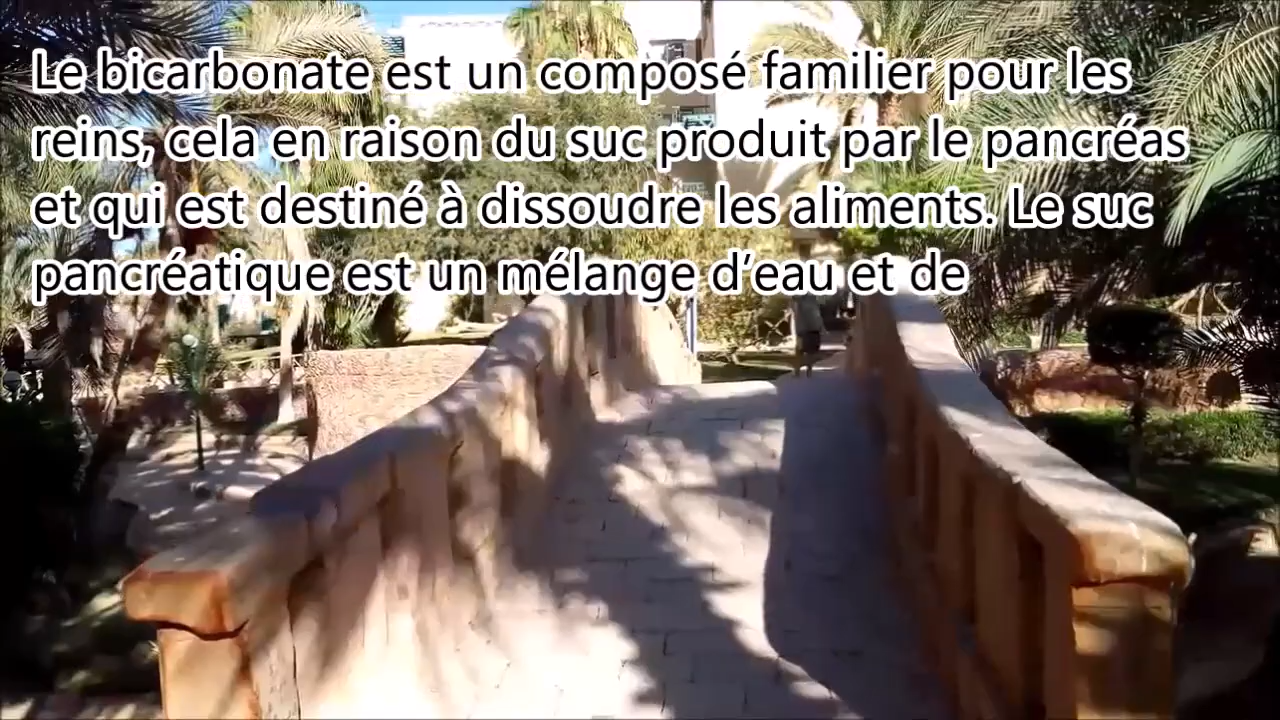 Le bicarbonate est un composé familier pour les
reins, cela en raison du suc produit par le pancréas
et qui est destiné à dissoudre les aliments. Le suc
pancréatique est un mélange d’eau et de